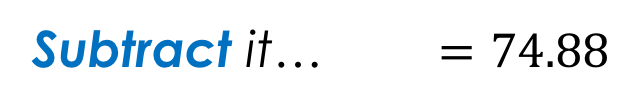 Subtract it… = 74.88